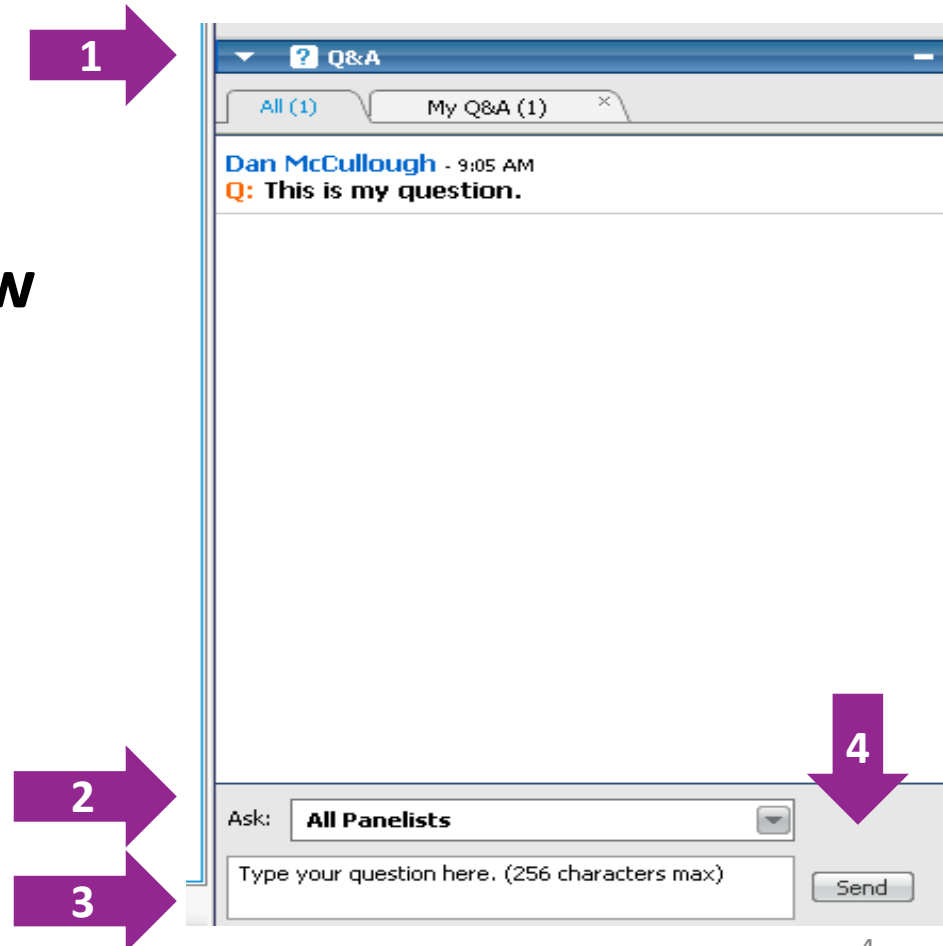 1
? Q&A
All (1) My Q&A (1)
Dan McCullough - 9:05 AM
Q: This is my question.
w
4
2
Ask: All Panelists
Type your question here. (256 characters max)
Send
3